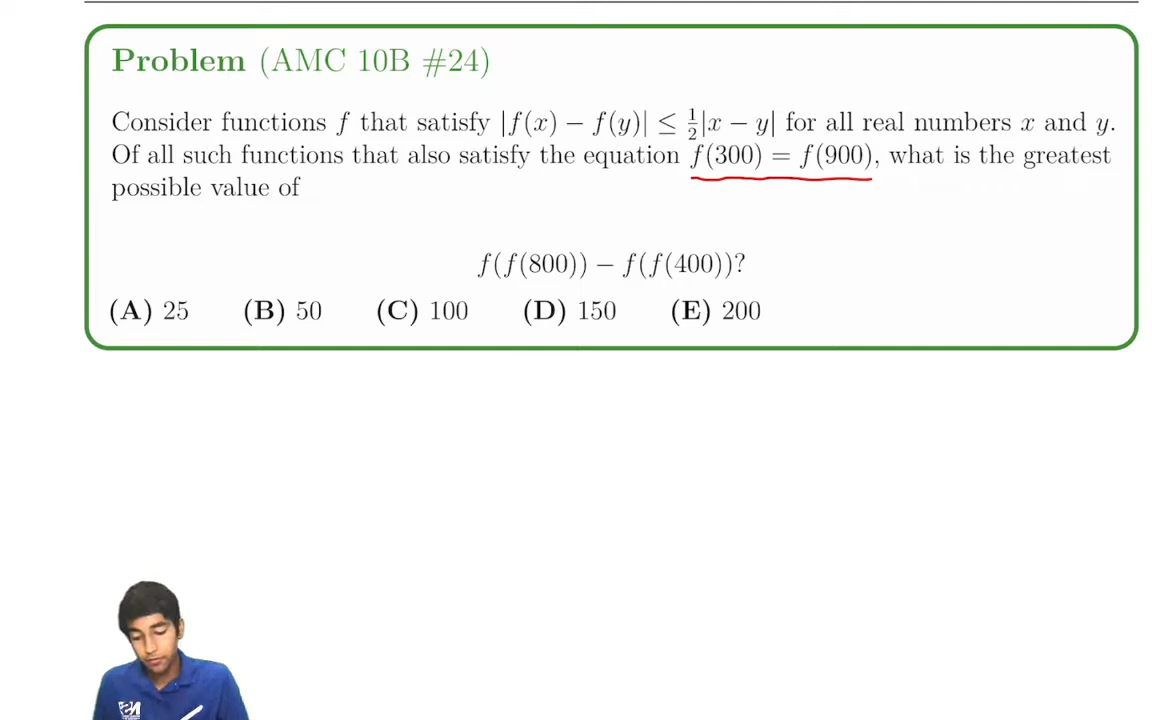 Problem (AMC 10B #24)
Consider functions f that satisfy |f(x) − f(y)| ≤ ½|x − y| for all real numbers x and y.
Of all such functions that also satisfy the equation f(300) = f(900), what is the greatest
possible value of
f(f(800)) − f(f(400))?
(A) 25 (B) 50 (C) 100 (D) 150 (E) 200